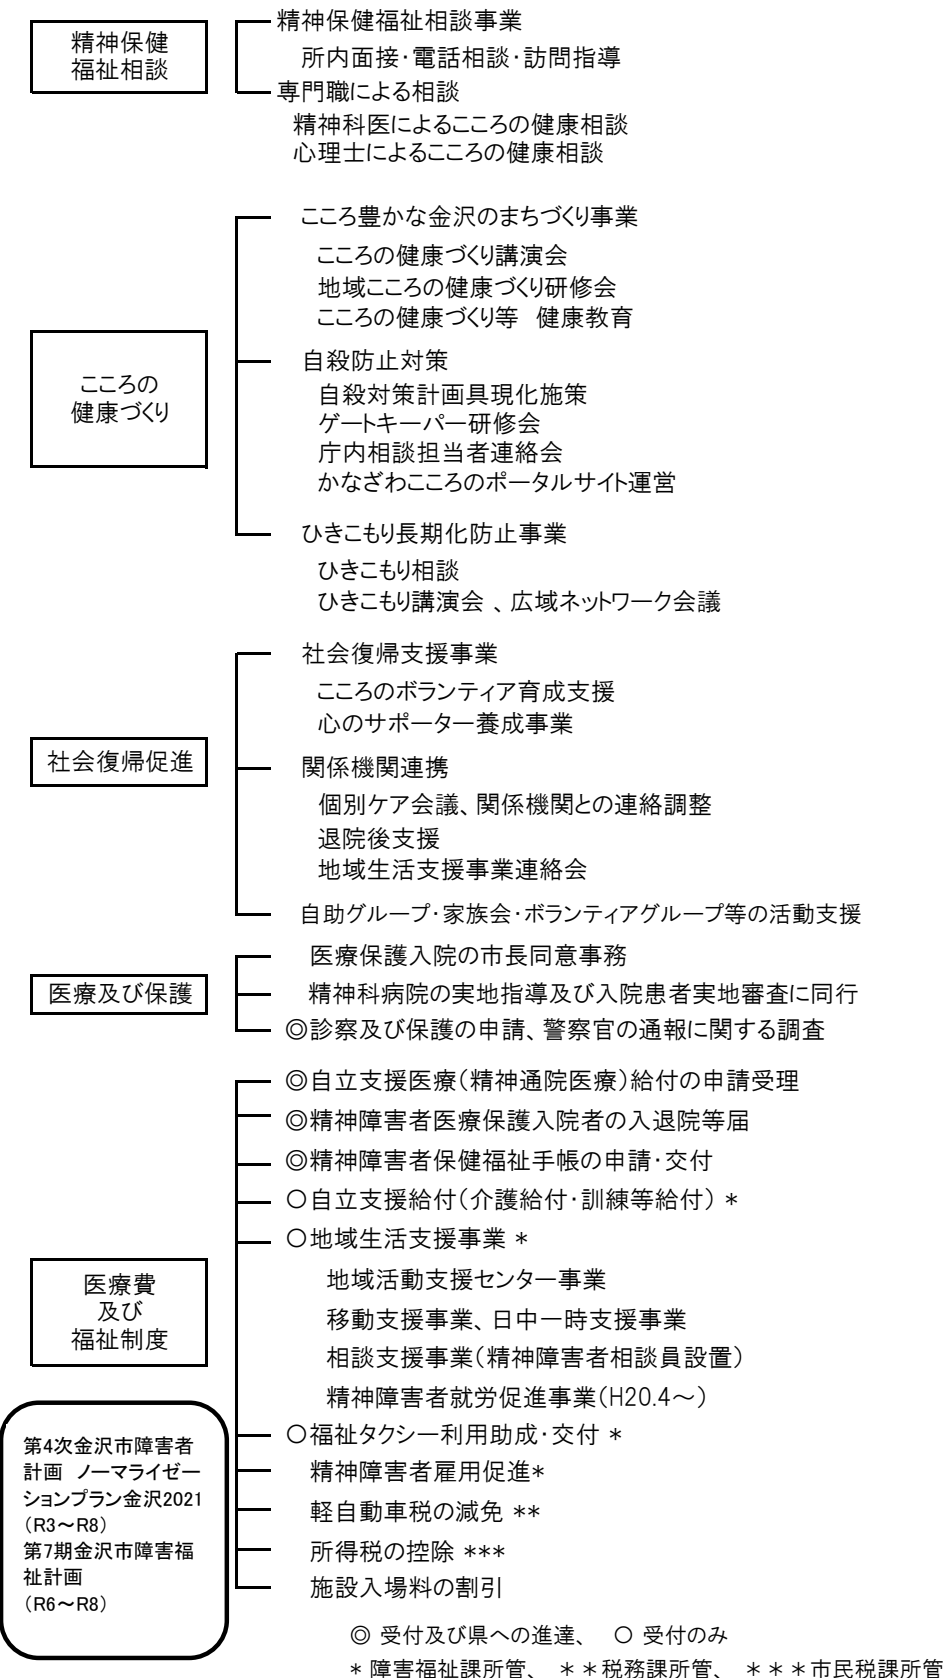 精神保健
福祉相談
精神保健福祉相談事業
所内面接・電話相談・訪問指導
専門職による相談
精神科医によるこころの健康相談
心理士によるこころの健康相談
こころの
健康づくり
こころ豊かな金沢のまちづくり事業
こころの健康づくり講演会
地域こころの健康づくり研修会
こころの健康づくり等　健康教育
自殺防止対策
自殺対策計画具現化施策
ゲートキーパー研修会
庁内相談担当者連絡会
かなざわこころのポータルサイト運営
ひきこもり長期化防止事業
ひきこもり相談
ひきこもり講演会 、広域ネットワーク会議
社会復帰促進
社会復帰支援事業
こころのボランティア育成支援
心のサポーター養成事業
関係機関連携
個別ケア会議、関係機関との連絡調整
退院後支援
地域生活支援事業連絡会
自助グループ・家族会・ボランティアグループ等の活動支援
医療及び保護
医療保護入院の市長同意事務
精神科病院の実地指導及び入院患者実地審査に同行
◎診察及び保護の申請、警察官の通報に関する調査
医療費
及び
福祉制度
◎自立支援医療（精神通院医療）給付の申請受理
◎精神障害者医療保護入院者の入退院等届
◎精神障害者保健福祉手帳の申請・交付
〇自立支援給付（介護給付・訓練等給付） *
〇地域生活支援事業 *
地域活動支援センター事業
移動支援事業、日中一時支援事業
相談支援事業（精神障害者相談員設置）
精神障害者就労促進事業(H20.4～)
〇福祉タクシー利用助成・交付 *
精神障害者雇用促進*
軽自動車税の減免 **
所得税の控除 ***
施設入場料の割引
第4次金沢市障害者
計画　ノーマライゼー
ションプラン金沢2021
（R3～R8）
第7期金沢市障害福
祉計画
（R6～R8）
◎ 受付及び県への進達、　〇 受付のみ
* 障害福祉課所管、 ＊＊税務課所管、 ＊＊＊市民税課所管